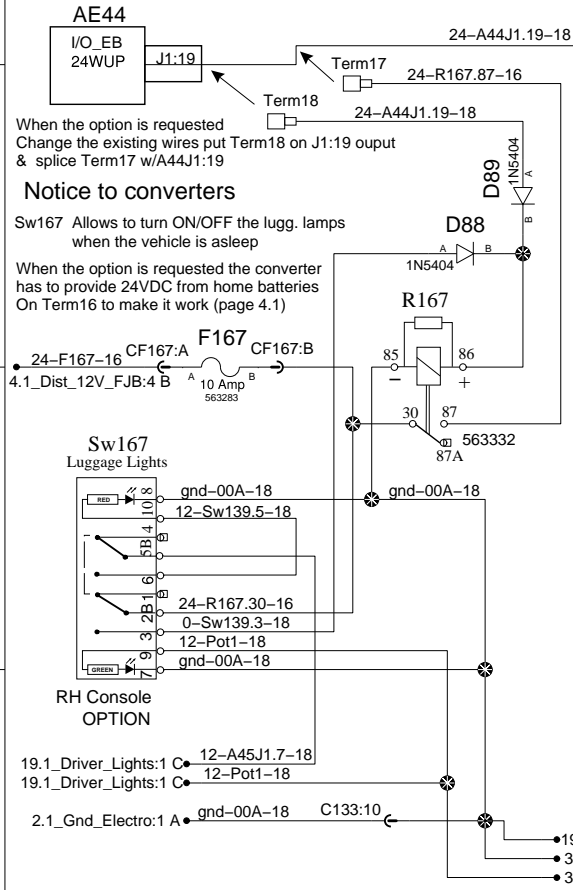 AE44
I/O_EB
24WUP
J1:19
24-A44J1.19-18
Term17
24-R167.87-16
Term18
24-A44J1.19-18
When the option is requested
Change the existing wires put Term18 on J1:19 ouput
& splice Term17 w/A44J1:19
D89
1N5404
A
B
Notice to converters
Sw167 Allows to turn ON/OFF the lugg. lamps
when the vehicle is asleep
D88
A B
1N5404
When the option is requested the converter
has to provide 24VDC from home batteries
On Term16 to make it work (page 4.1)
R167
85 86
- +
F167
CF167:A CF167:B
24-F167-16
4.1_Dist_12V_FJB:4 B
A B
10 Amp
563283
30 87
87A
563332
Sw167
Luggage Lights
RED
8
gnd-00A-18
gnd-00A-18
10
12-Sw139.5-18
4
5B
6
1
2B
24-R167.30-16
3
0-Sw139.3-18
9
12-Pot1-18
GREEN
7
gnd-00A-18
RH Console
OPTION
19.1_Driver_Lights:1 C
12-A45J1.7-18
19.1_Driver_Lights:1 C
12-Pot1-18
2.1_Gnd_Electro:1 A
gnd-00A-18
C133:10
19
3
3